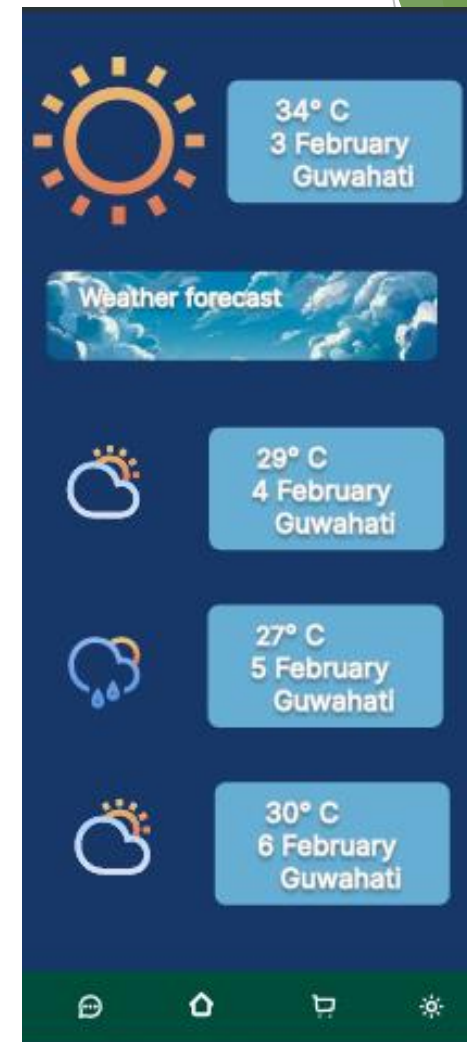 34° C
3 February
Guwahati
Weather forecast
29° C
4 February
Guwahati
27° C
5 February
Guwahati
30° C
6 February
Guwahati